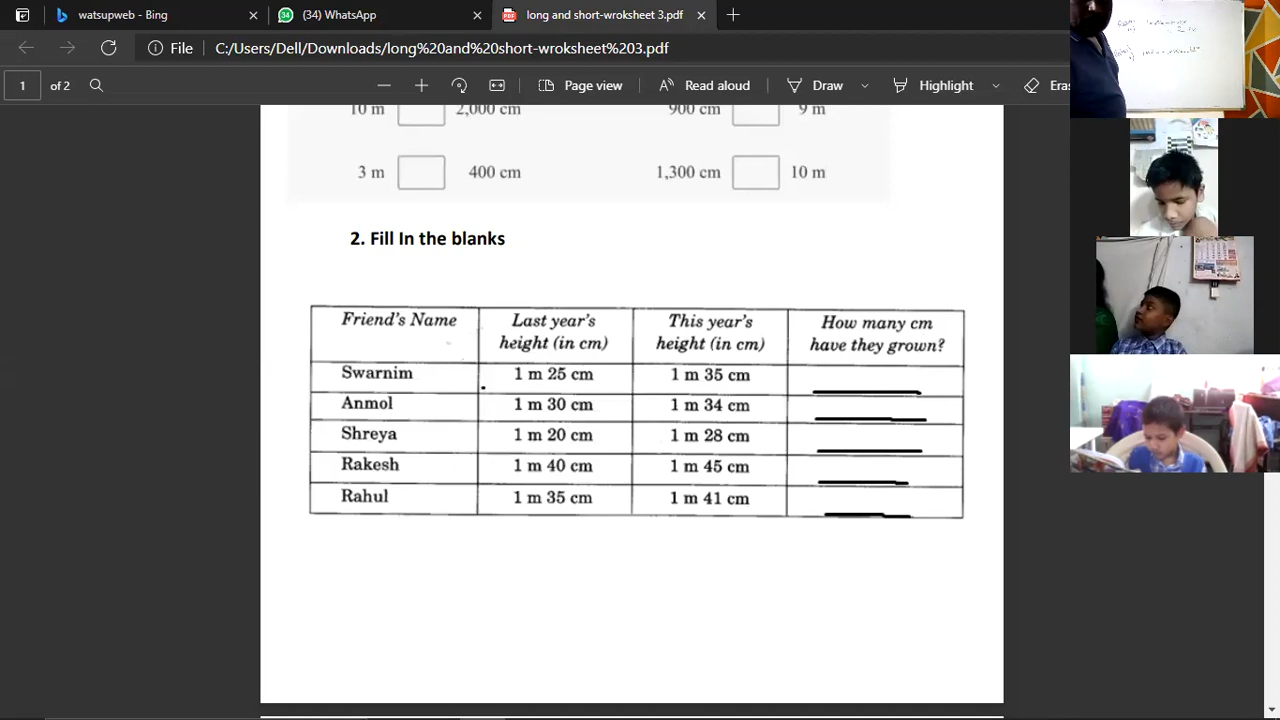 watsupweb - Bing
(34) WhatsApp
long and short-wroksheet 3.pdf
File
C:/Users/Dell/Downloads/long%20and%20short-wroksheet%203.pdf
1 of 2
Page view
Read aloud
Draw
Highlight
Eras
10 m 2,000 cm 900 cm 9 m
3 m 400 cm 1,300 cm 10 m
2. Fill In the blanks
Friend's Name Last year's height (in cm) This year's height (in cm) How many cm have they grown?
Swarnim 1 m 25 cm 1 m 35 cm
Anmol 1 m 30 cm 1 m 34 cm
Shreya 1 m 20 cm 1 m 28 cm
Rakesh 1 m 40 cm 1 m 45 cm
Rahul 1 m 35 cm 1 m 41 cm